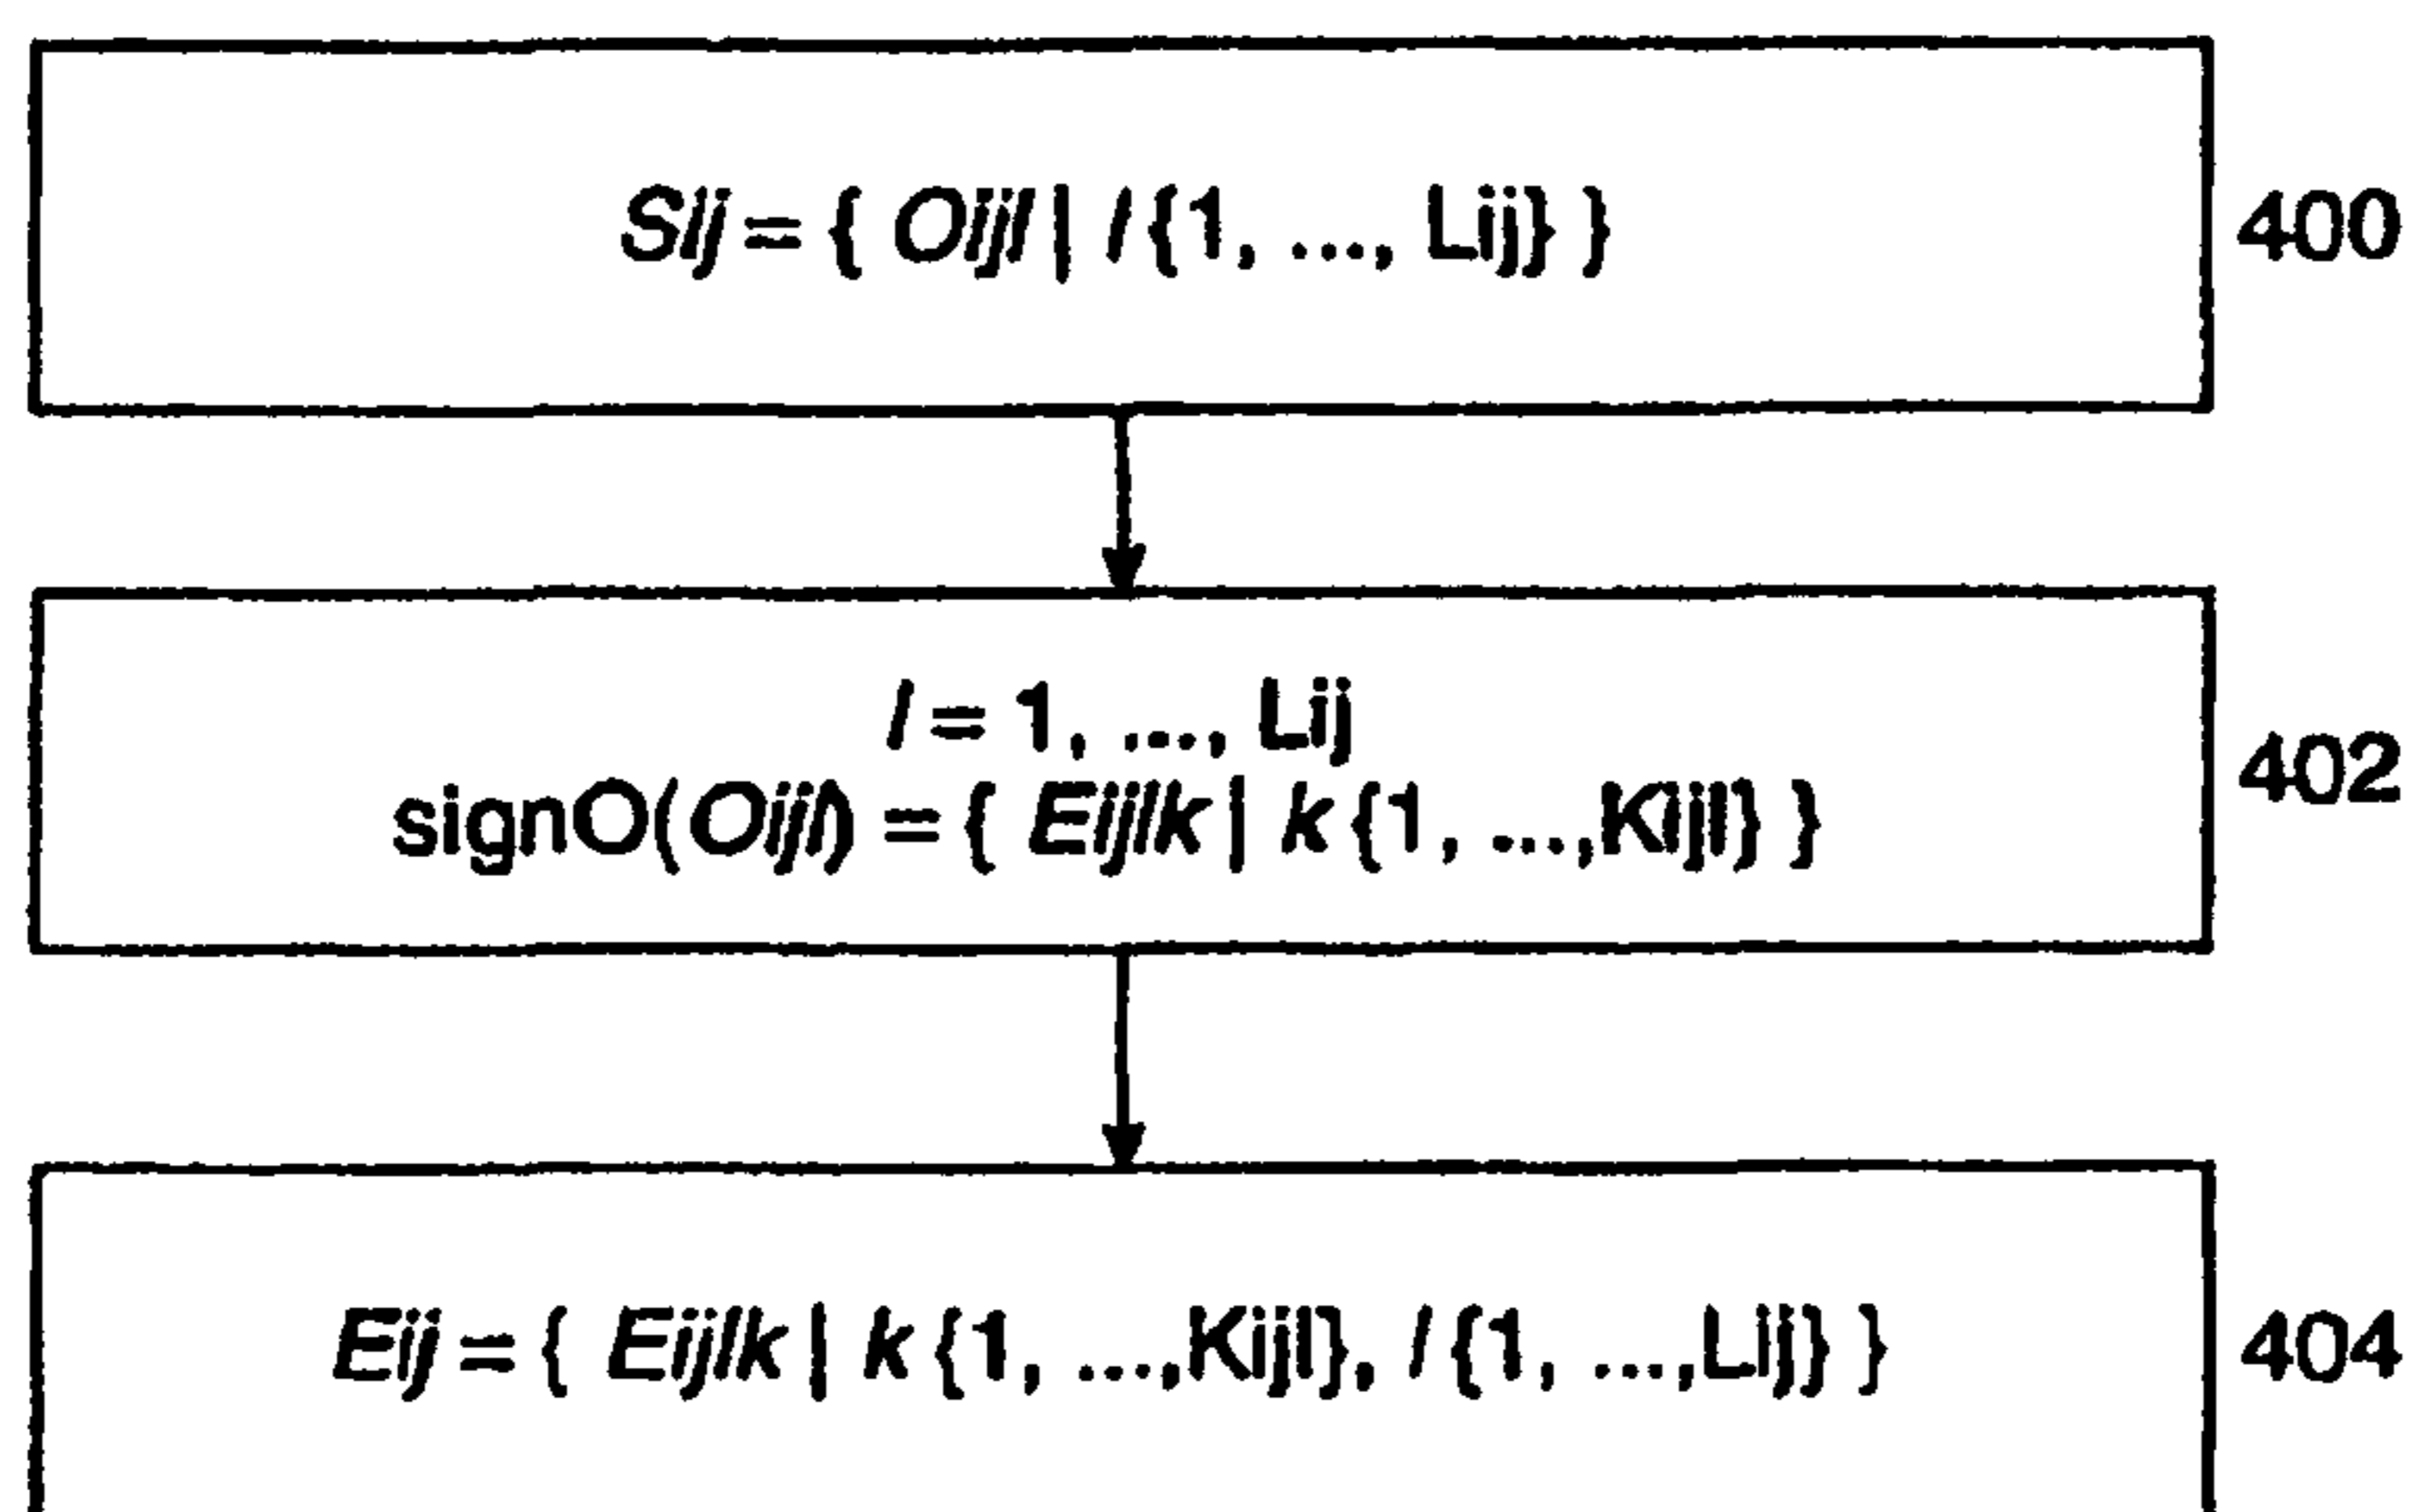 Sij = { Oijl | l {1, ..., Lij} }
400
l = 1, ..., Lij
signO(Oijl) = { Eijlk | k {1, ...,Kijl} }
402
Eij = { Eijlk | k {1, ...,Kijl}, l {1, ...,Lij} }
404